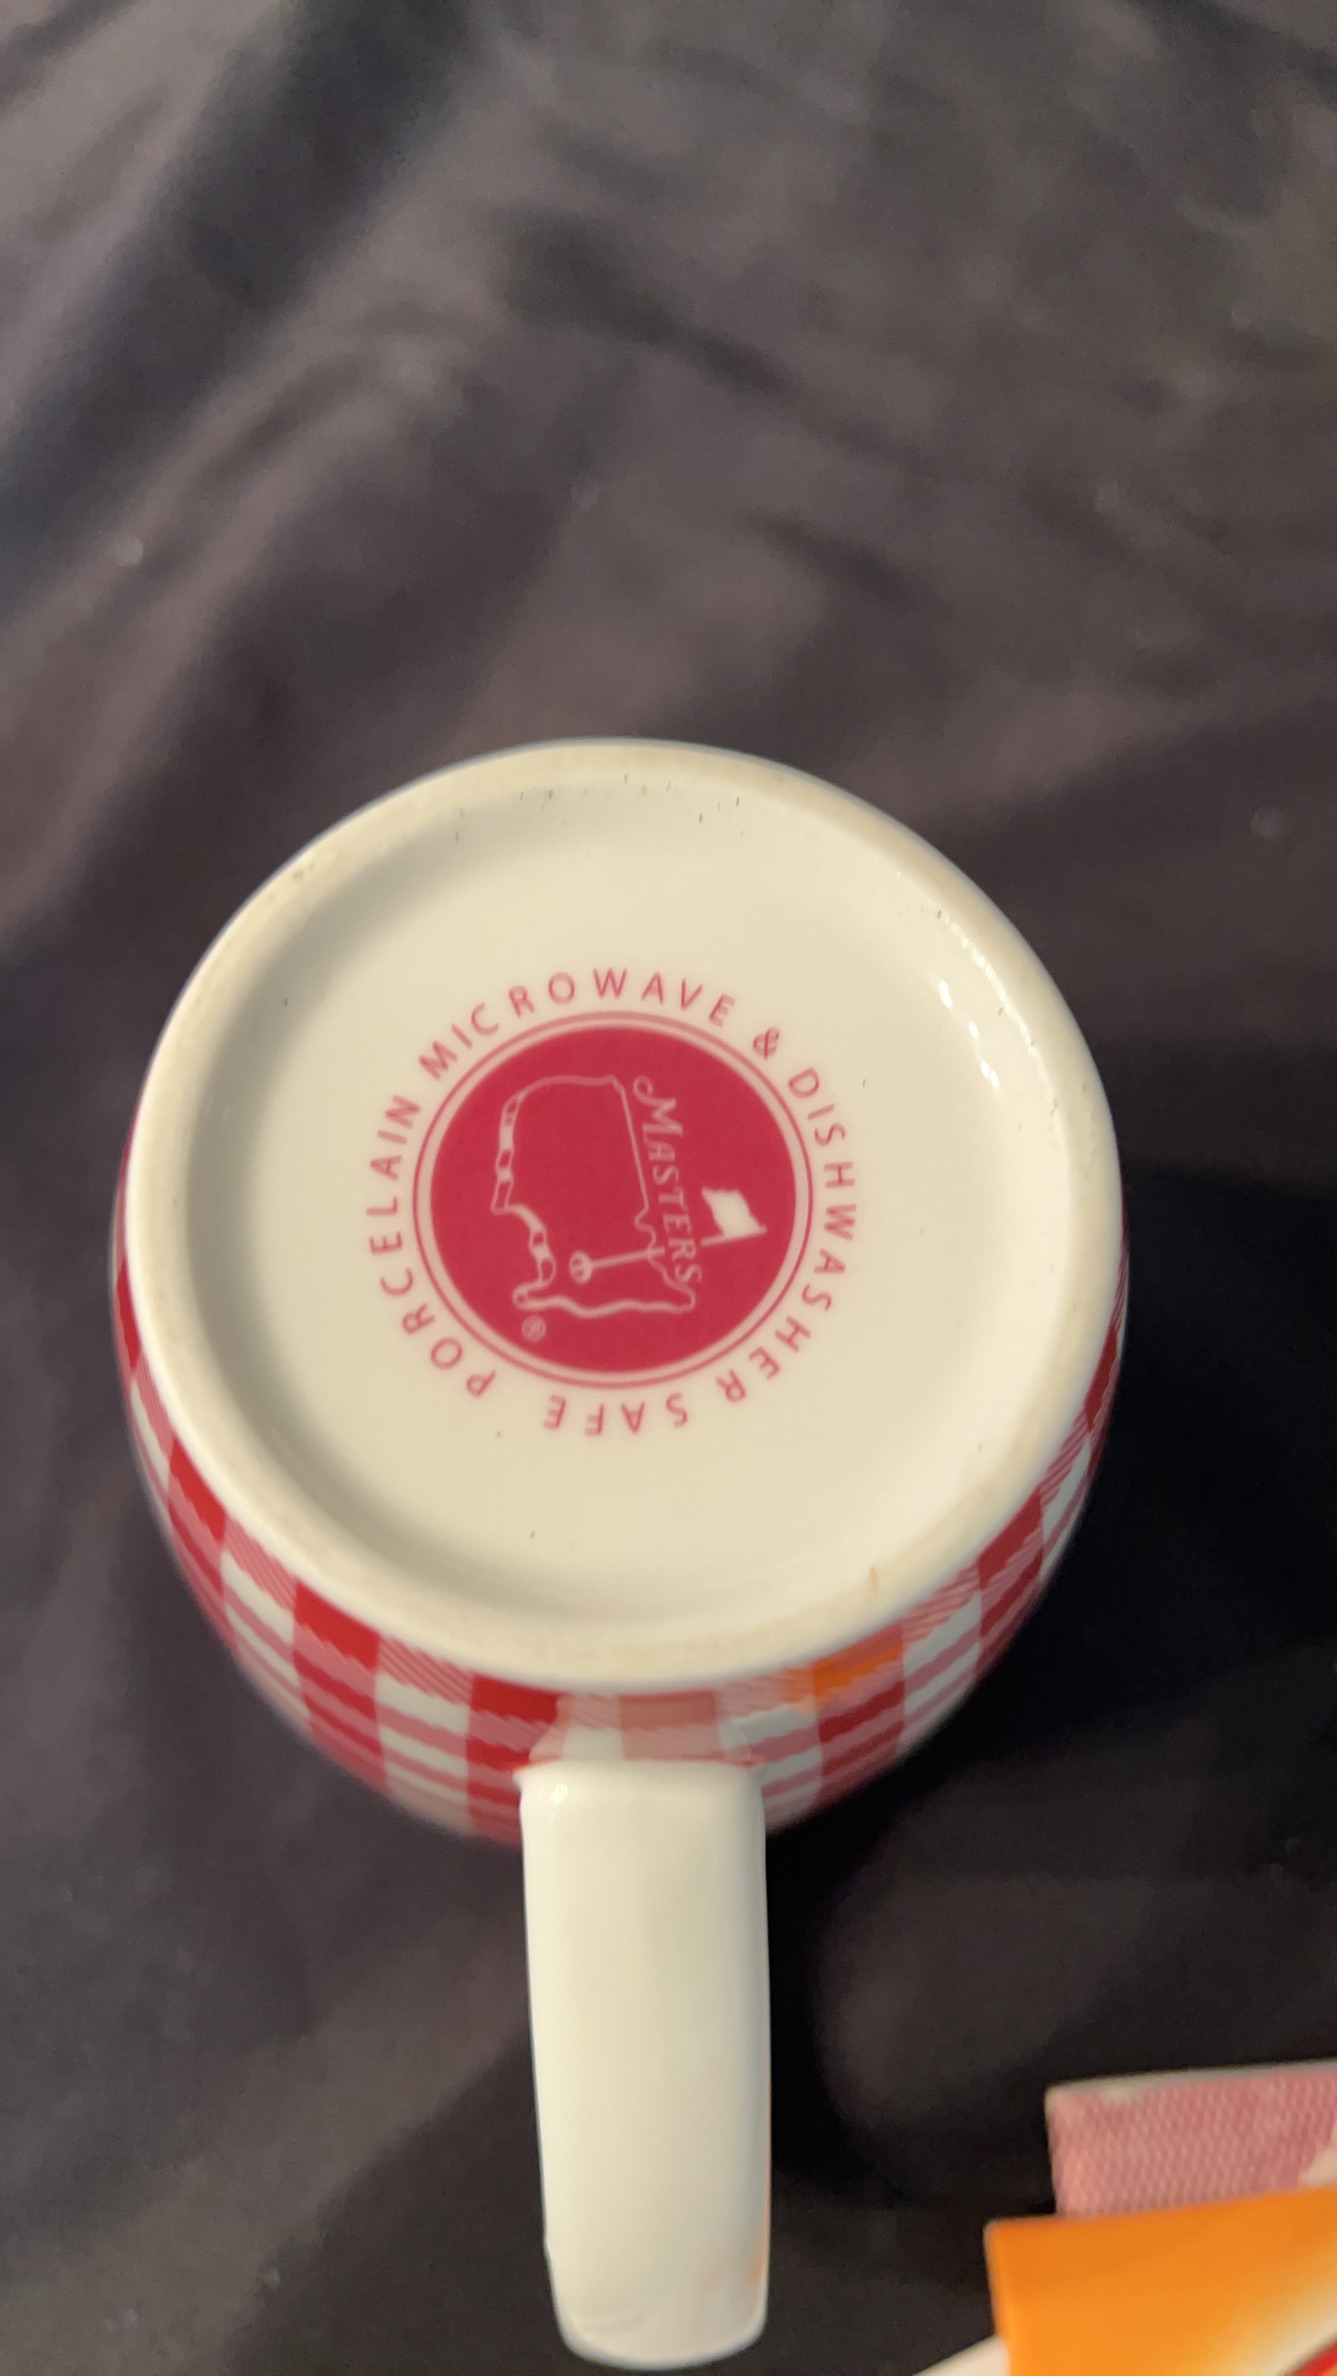 MICROWAVE & DISHWASHER SAFE PORCELAIN
MASTERS
®